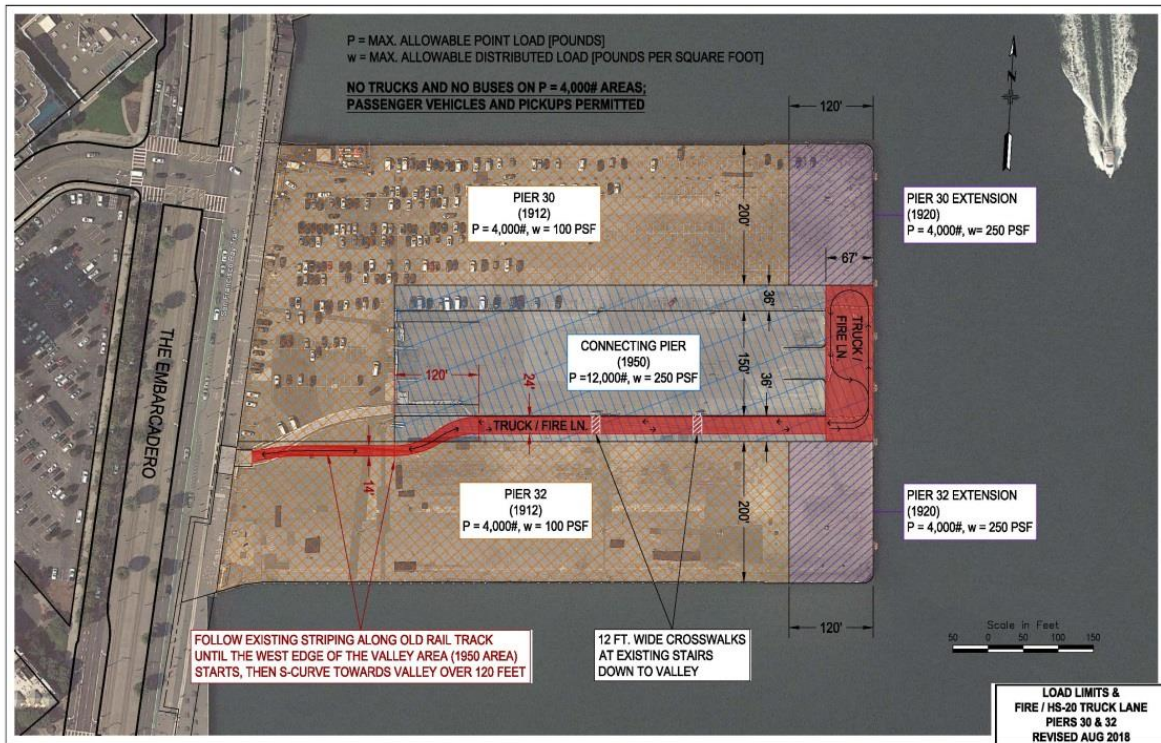 P = MAX. ALLOWABLE POINT LOAD [POUNDS]
w = MAX. ALLOWABLE DISTRIBUTED LOAD [POUNDS PER SQUARE FOOT]
NO TRUCKS AND NO BUSES ON P = 4,000# AREAS;
PASSENGER VEHICLES AND PICKUPS PERMITTED
N
120'
PIER 30
(1912)
P = 4,000#, w = 100 PSF
200'
PIER 30 EXTENSION
(1920)
P = 4,000#, w= 250 PSF
67'
36'
TRUCK /
FIRE LN.
CONNECTING PIER
(1950)
P =12,000#, w = 250 PSF
150'
36'
120'
24'
TRUCK / FIRE LN.
THE EMBARCADERO
14'
PIER 32
(1912)
P = 4,000#, w = 100 PSF
200'
PIER 32 EXTENSION
(1920)
P = 4,000#, w = 250 PSF
120'
FOLLOW EXISTING STRIPING ALONG OLD RAIL TRACK
UNTIL THE WEST EDGE OF THE VALLEY AREA (1950 AREA)
STARTS, THEN S-CURVE TOWARDS VALLEY OVER 120 FEET
12 FT. WIDE CROSSWALKS
AT EXISTING STAIRS
DOWN TO VALLEY
Scale in Feet
50 0 50 100 150
LOAD LIMITS &
FIRE / HS-20 TRUCK LANE
PIERS 30 & 32
REVISED AUG 2018